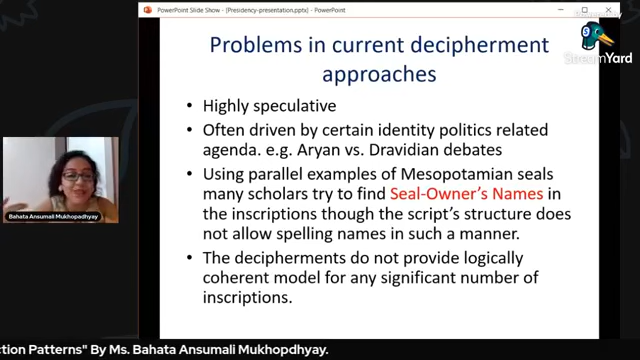 PowerPoint Slide Show - [Presidency-presentation.pptx] - PowerPoint
StreamYard
Problems in current decipherment
approaches
• Highly speculative
• Often driven by certain identity politics related
agenda. e.g. Aryan vs. Dravidian debates
• Using parallel examples of Mesopotamian seals
many scholars try to find Seal-Owner's Names in
the inscriptions though the script's structure does
not allow spelling names in such a manner.
• The decipherments do not provide logically
coherent model for any significant number of
inscriptions.
Bahata Ansumali Mukhopadhyay
ction Patterns" By Ms. Bahata Ansumali Mukhopdhyay.